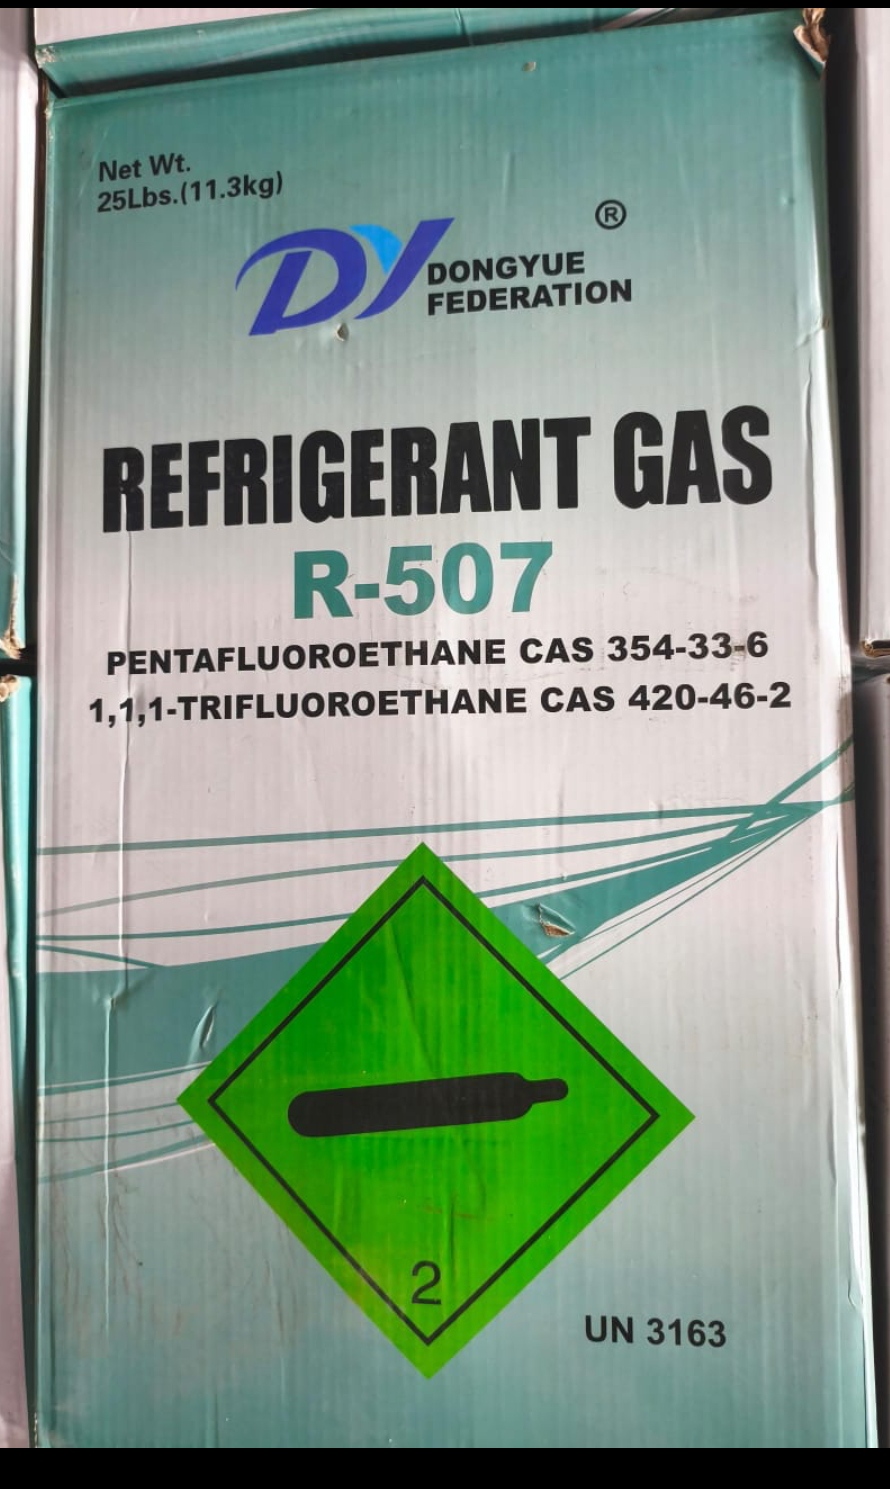 Net Wt.
25Lbs.(11.3kg)
®
DY
DONGYUE
FEDERATION
REFRIGERANT GAS
R-507
PENTAFLUOROETHANE CAS 354-33-6
1,1,1-TRIFLUOROETHANE CAS 420-46-2
2
UN 3163